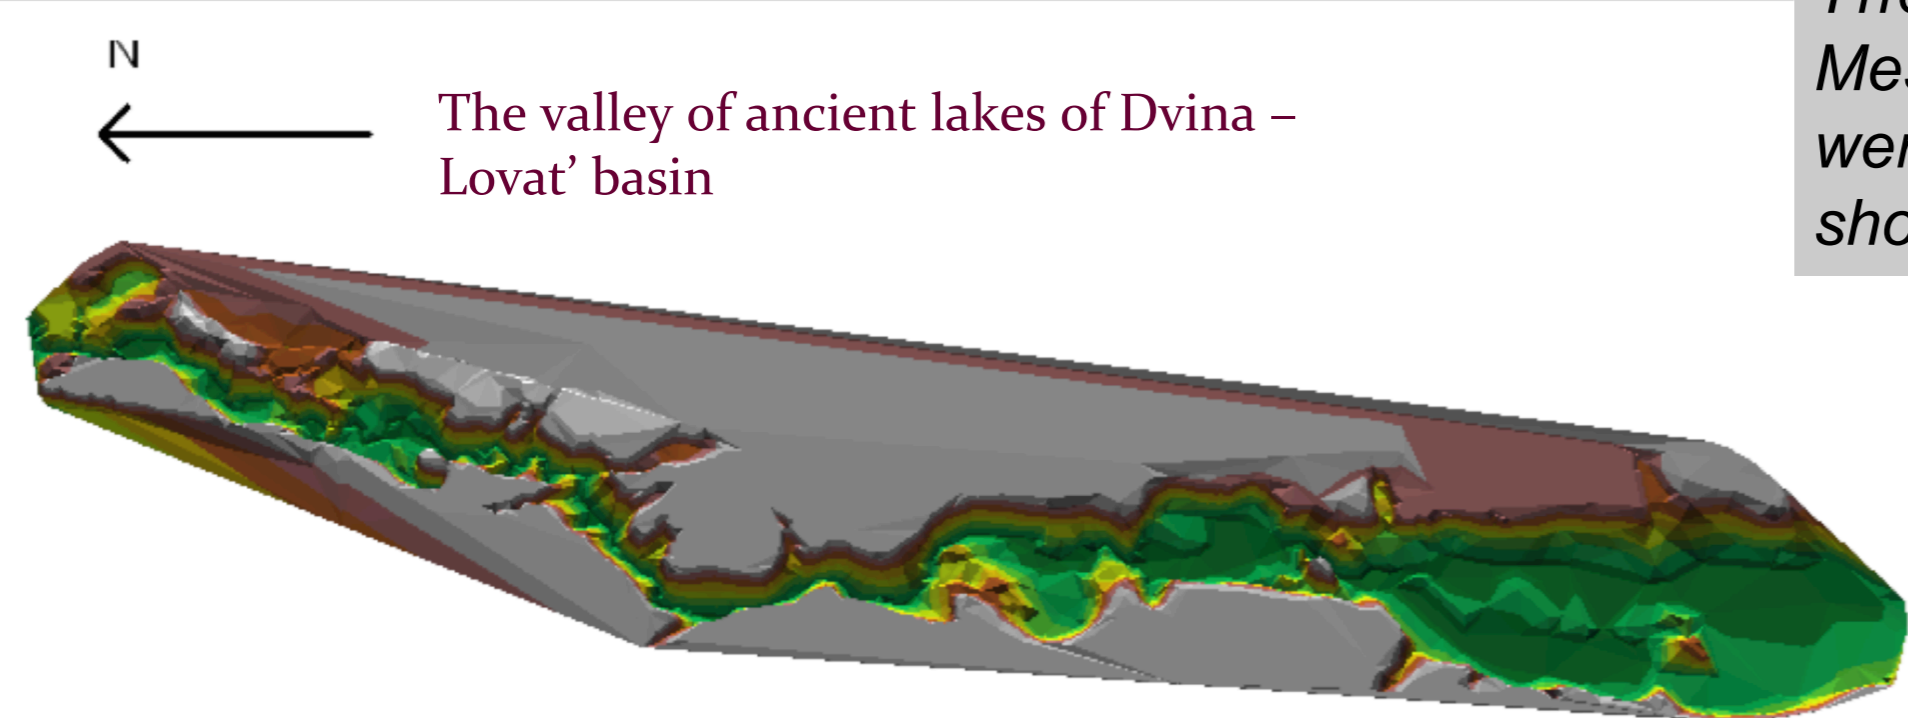 N
The valley of ancient lakes of Dvina –
Lovat’ basin